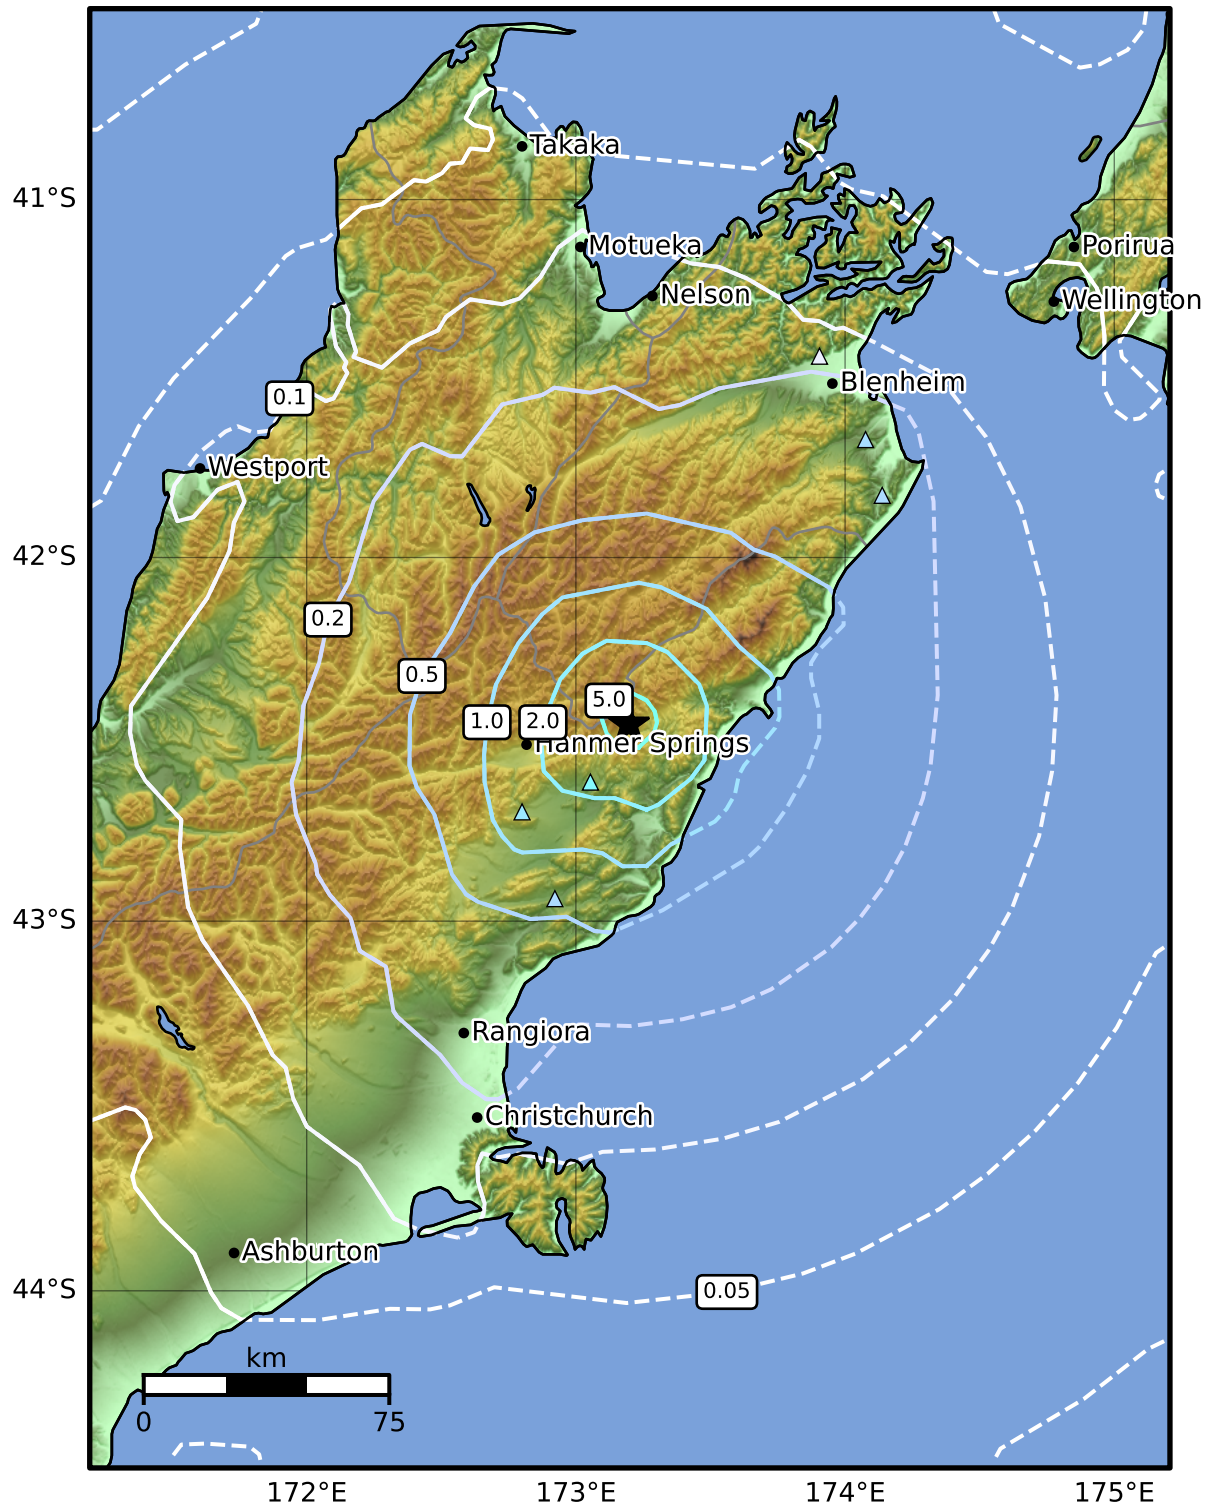 Takaka
41°S
Motueka
Porirua
Nelson
Wellington
Blenheim
0.1
Westport
42°S
0.2
0.5
5.0
1.0
2.0
Hanmer Springs
43°S
Rangiora
Christchurch
Ashburton
44°S
0.05
km
0
75
172°E
173°E
174°E
175°E